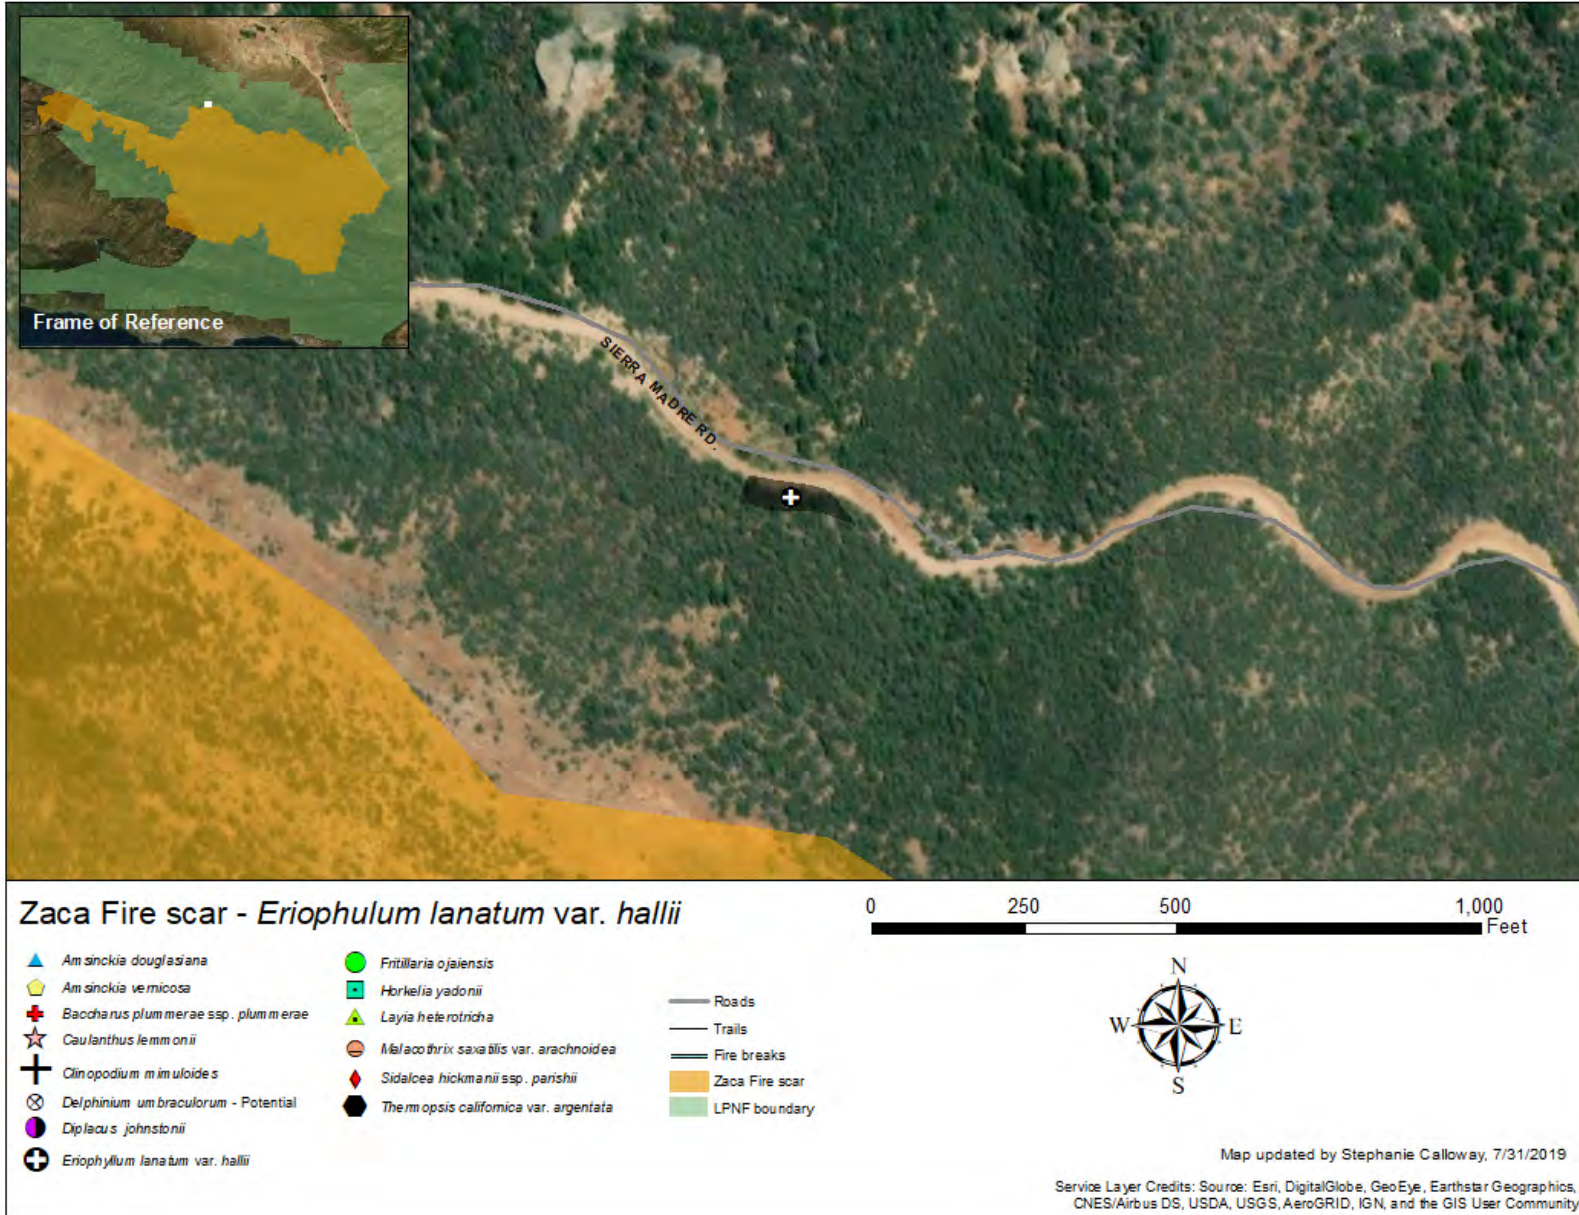 Frame of Reference
SIERRA MADRE RD.
Zaca Fire scar - Eriophulum lanatum var. hallii
Amsinckia douglasiana
Amsinckia vernicosa
Baccharus plummerae ssp. plummerae
Caulanthus lemmonii
Clinopodium mimuloides
Delphinium umbraculorum - Potential
Diplacus johnstonii
Eriophyllum lanatum var. hallii
Fritillaria ojaiensis
Horkelia yadonii
Layia heterotricha
Malacothrix saxatilis var. arachnoidea
Sidalcea hickmanii ssp. parishii
Thermopsis californica var. argentata
Roads
Trails
Fire breaks
Zaca Fire scar
LPNF boundary
0 250 500 1,000
Feet
N
W E
S
Map updated by Stephanie Calloway, 7/31/2019
Service Layer Credits: Source: Esri, DigitalGlobe, GeoEye, Earthstar Geographics,
CNES/Airbus DS, USDA, USGS, AeroGRID, IGN, and the GIS User Community